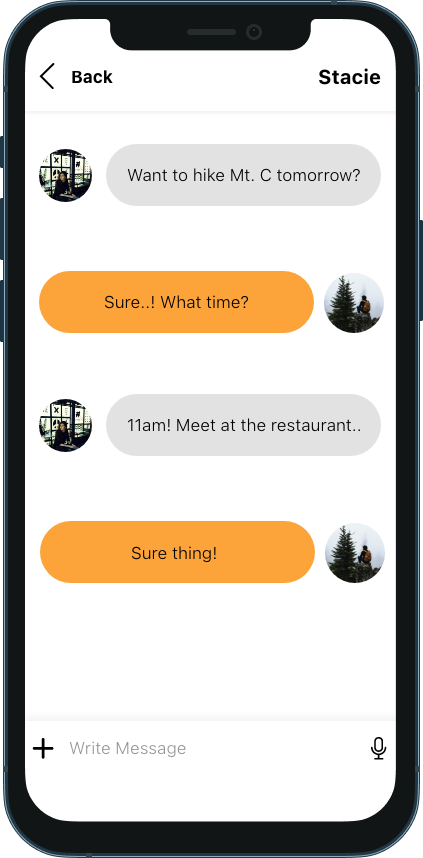 Back
Stacie
Want to hike Mt. C tomorrow?
Sure..! What time?
11am! Meet at the restaurant..
Sure thing!
Write Message